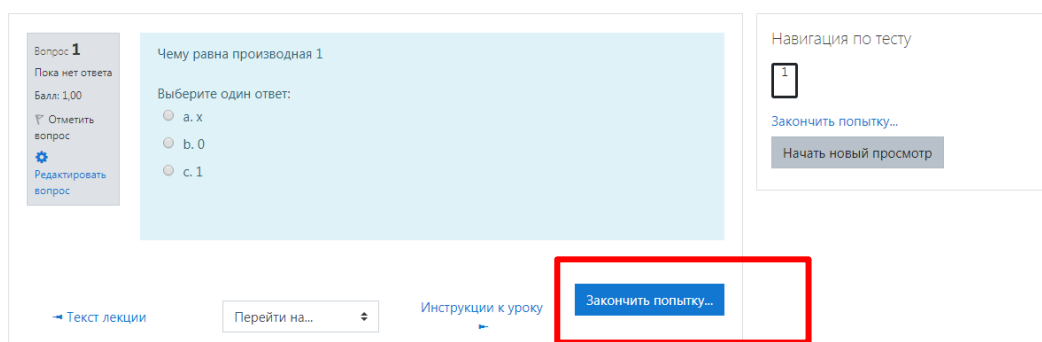 Вопрос 1
Пока нет ответа
Балл: 1,00
Отметить
вопрос
Редактировать
вопрос
Чему равна производная 1
Выберите один ответ:
a. x
b. 0
c. 1
Навигация по тесту
1
Закончить попытку...
Начать новый просмотр
Текст лекции
Перейти на...
Инструкции к уроку
Закончить попытку...